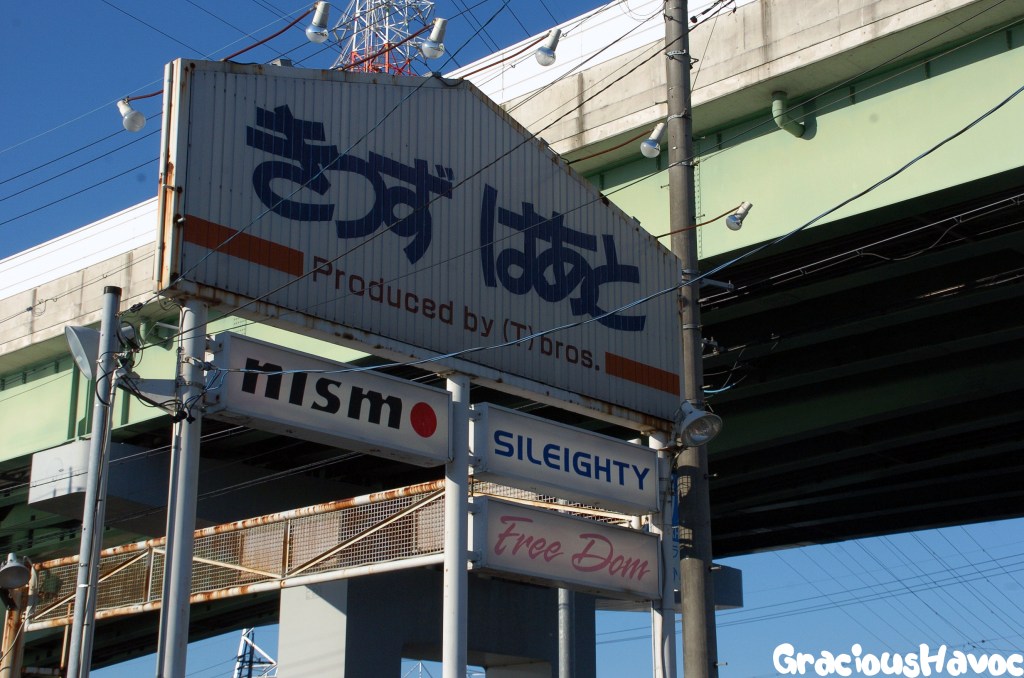 きっず はあと
Produced by (T) bros.
nismo
SILEIGHTY
Free Dom
GraciousHavoc